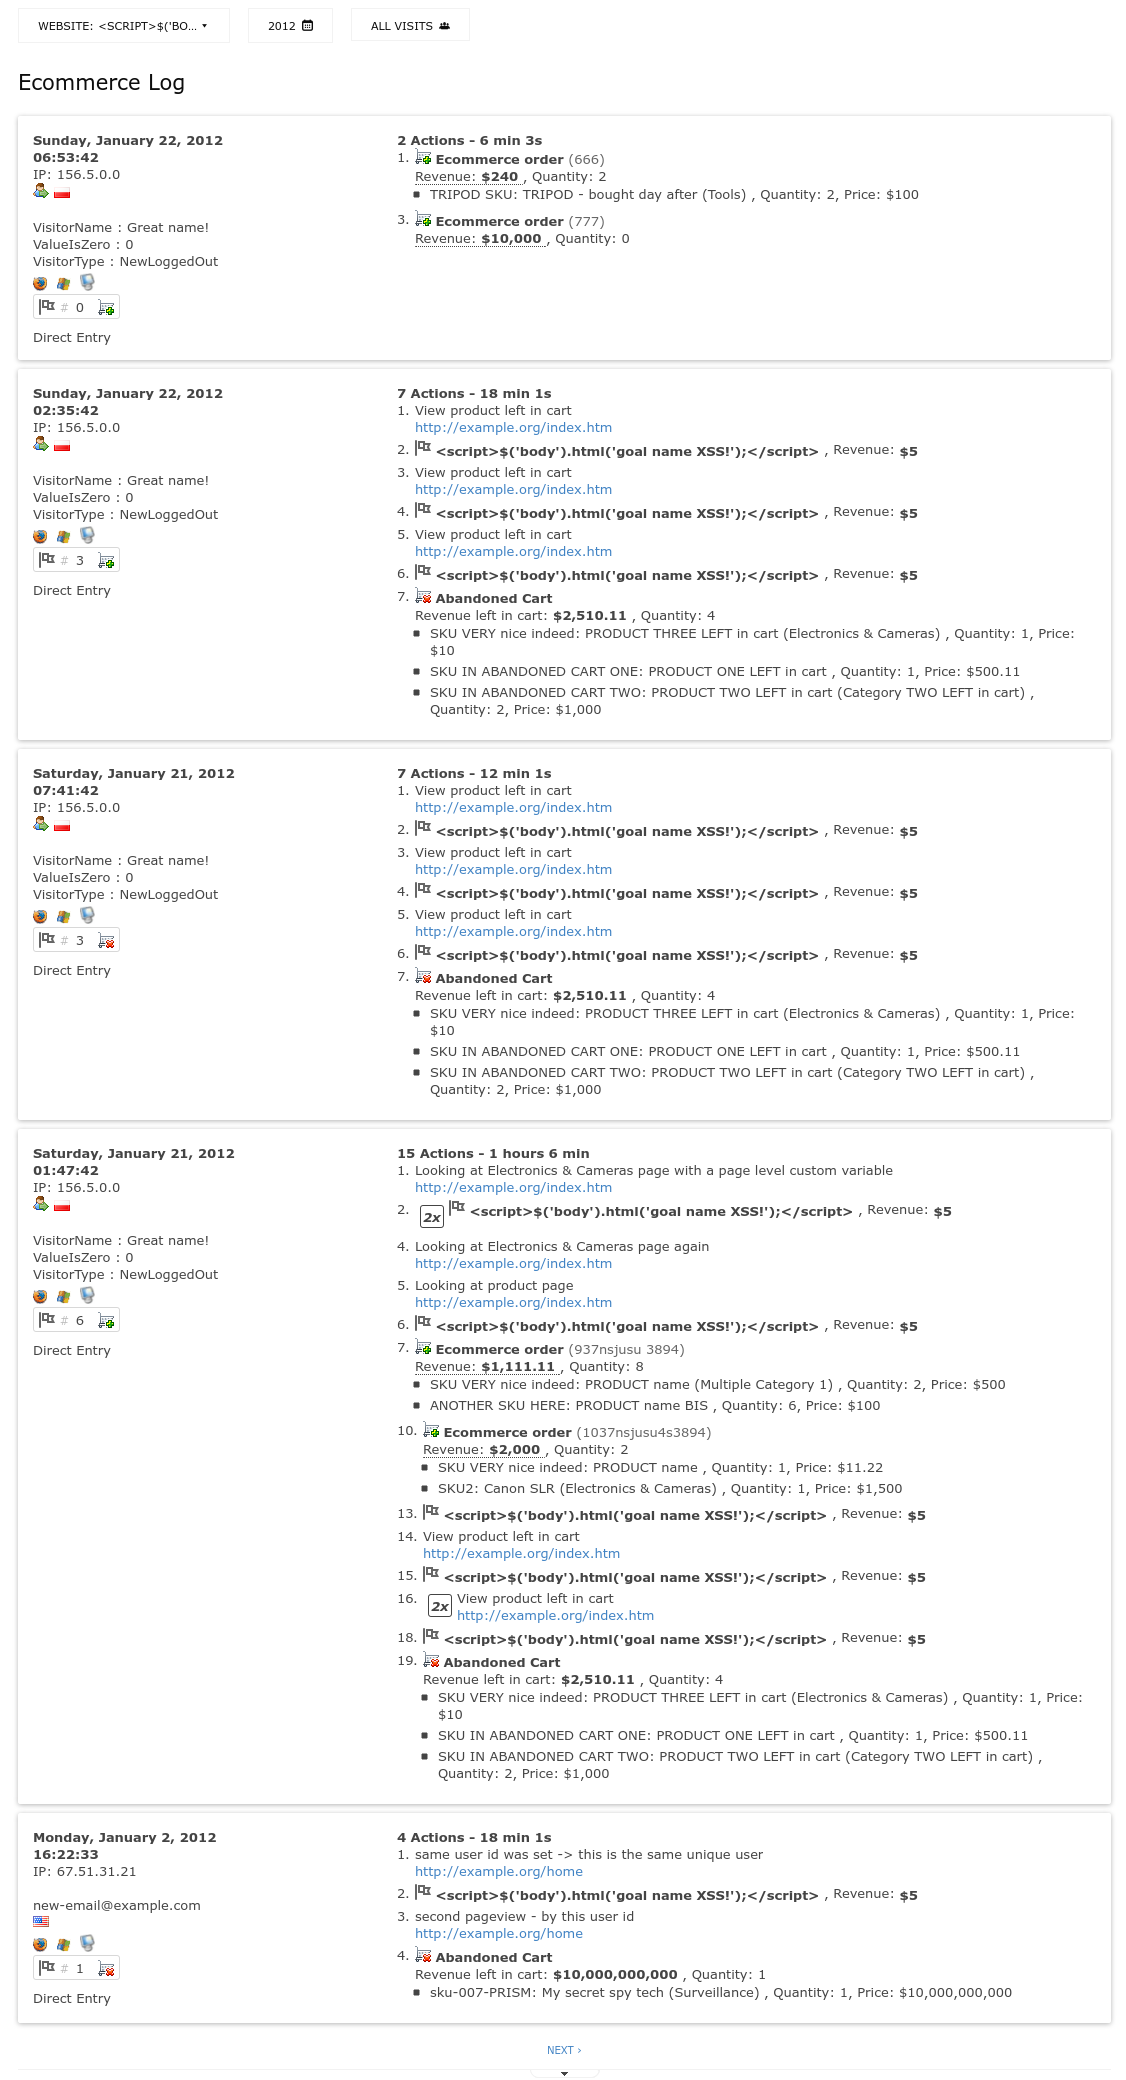 WEBSITE: <SCRIPT>$('BO...
2012
ALL VISITS
Ecommerce Log
Sunday, January 22, 2012
06:53:42
IP: 156.5.0.0
VisitorName : Great name!
ValueIsZero : 0
VisitorType : NewLoggedOut
# 0
Direct Entry
2 Actions - 6 min 3s
1. Ecommerce order (666)
Revenue: $240 , Quantity: 2
TRIPOD SKU: TRIPOD - bought day after (Tools) , Quantity: 2, Price: $100
3. Ecommerce order (777)
Revenue: $10,000 , Quantity: 0
Sunday, January 22, 2012
02:35:42
IP: 156.5.0.0
VisitorName : Great name!
ValueIsZero : 0
VisitorType : NewLoggedOut
# 3
Direct Entry
7 Actions - 18 min 1s
1. View product left in cart
http://example.org/index.htm
2. <script>$('body').html('goal name XSS!');</script> , Revenue: $5
3. View product left in cart
http://example.org/index.htm
4. <script>$('body').html('goal name XSS!');</script> , Revenue: $5
5. View product left in cart
http://example.org/index.htm
6. <script>$('body').html('goal name XSS!');</script> , Revenue: $5
7. Abandoned Cart
Revenue left in cart: $2,510.11 , Quantity: 4
SKU VERY nice indeed: PRODUCT THREE LEFT in cart (Electronics & Cameras) , Quantity: 1, Price:
$10
SKU IN ABANDONED CART ONE: PRODUCT ONE LEFT in cart , Quantity: 1, Price: $500.11
SKU IN ABANDONED CART TWO: PRODUCT TWO LEFT in cart (Category TWO LEFT in cart) ,
Quantity: 2, Price: $1,000
Saturday, January 21, 2012
07:41:42
IP: 156.5.0.0
VisitorName : Great name!
ValueIsZero : 0
VisitorType : NewLoggedOut
# 3
Direct Entry
7 Actions - 12 min 1s
1. View product left in cart
http://example.org/index.htm
2. <script>$('body').html('goal name XSS!');</script> , Revenue: $5
3. View product left in cart
http://example.org/index.htm
4. <script>$('body').html('goal name XSS!');</script> , Revenue: $5
5. View product left in cart
http://example.org/index.htm
6. <script>$('body').html('goal name XSS!');</script> , Revenue: $5
7. Abandoned Cart
Revenue left in cart: $2,510.11 , Quantity: 4
SKU VERY nice indeed: PRODUCT THREE LEFT in cart (Electronics & Cameras) , Quantity: 1, Price:
$10
SKU IN ABANDONED CART ONE: PRODUCT ONE LEFT in cart , Quantity: 1, Price: $500.11
SKU IN ABANDONED CART TWO: PRODUCT TWO LEFT in cart (Category TWO LEFT in cart) ,
Quantity: 2, Price: $1,000
Saturday, January 21, 2012
01:47:42
IP: 156.5.0.0
VisitorName : Great name!
ValueIsZero : 0
VisitorType : NewLoggedOut
# 6
Direct Entry
15 Actions - 1 hours 6 min
1. Looking at Electronics & Cameras page with a page level custom variable
http://example.org/index.htm
2. 2x <script>$('body').html('goal name XSS!');</script> , Revenue: $5
4. Looking at Electronics & Cameras page again
http://example.org/index.htm
5. Looking at product page
http://example.org/index.htm
6. <script>$('body').html('goal name XSS!');</script> , Revenue: $5
7. Ecommerce order (937nsjusu 3894)
Revenue: $1,111.11 , Quantity: 8
SKU VERY nice indeed: PRODUCT name (Multiple Category 1) , Quantity: 2, Price: $500
ANOTHER SKU HERE: PRODUCT name BIS , Quantity: 6, Price: $100
10. Ecommerce order (1037nsjusu4s3894)
Revenue: $2,000 , Quantity: 2
SKU VERY nice indeed: PRODUCT name , Quantity: 1, Price: $11.22
SKU2: Canon SLR (Electronics & Cameras) , Quantity: 1, Price: $1,500
13. <script>$('body').html('goal name XSS!');</script> , Revenue: $5
14. View product left in cart
http://example.org/index.htm
15. <script>$('body').html('goal name XSS!');</script> , Revenue: $5
16. 2x View product left in cart
http://example.org/index.htm
18. <script>$('body').html('goal name XSS!');</script> , Revenue: $5
19. Abandoned Cart
Revenue left in cart: $2,510.11 , Quantity: 4
SKU VERY nice indeed: PRODUCT THREE LEFT in cart (Electronics & Cameras) , Quantity: 1, Price:
$10
SKU IN ABANDONED CART ONE: PRODUCT ONE LEFT in cart , Quantity: 1, Price: $500.11
SKU IN ABANDONED CART TWO: PRODUCT TWO LEFT in cart (Category TWO LEFT in cart) ,
Quantity: 2, Price: $1,000
Monday, January 2, 2012
16:22:33
IP: 67.51.31.21
new-email@example.com
# 1
Direct Entry
4 Actions - 18 min 1s
1. same user id was set -> this is the same unique user
http://example.org/home
2. <script>$('body').html('goal name XSS!');</script> , Revenue: $5
3. second pageview - by this user id
http://example.org/home
4. Abandoned Cart
Revenue left in cart: $10,000,000,000 , Quantity: 1
sku-007-PRISM: My secret spy tech (Surveillance) , Quantity: 1, Price: $10,000,000,000
NEXT ›